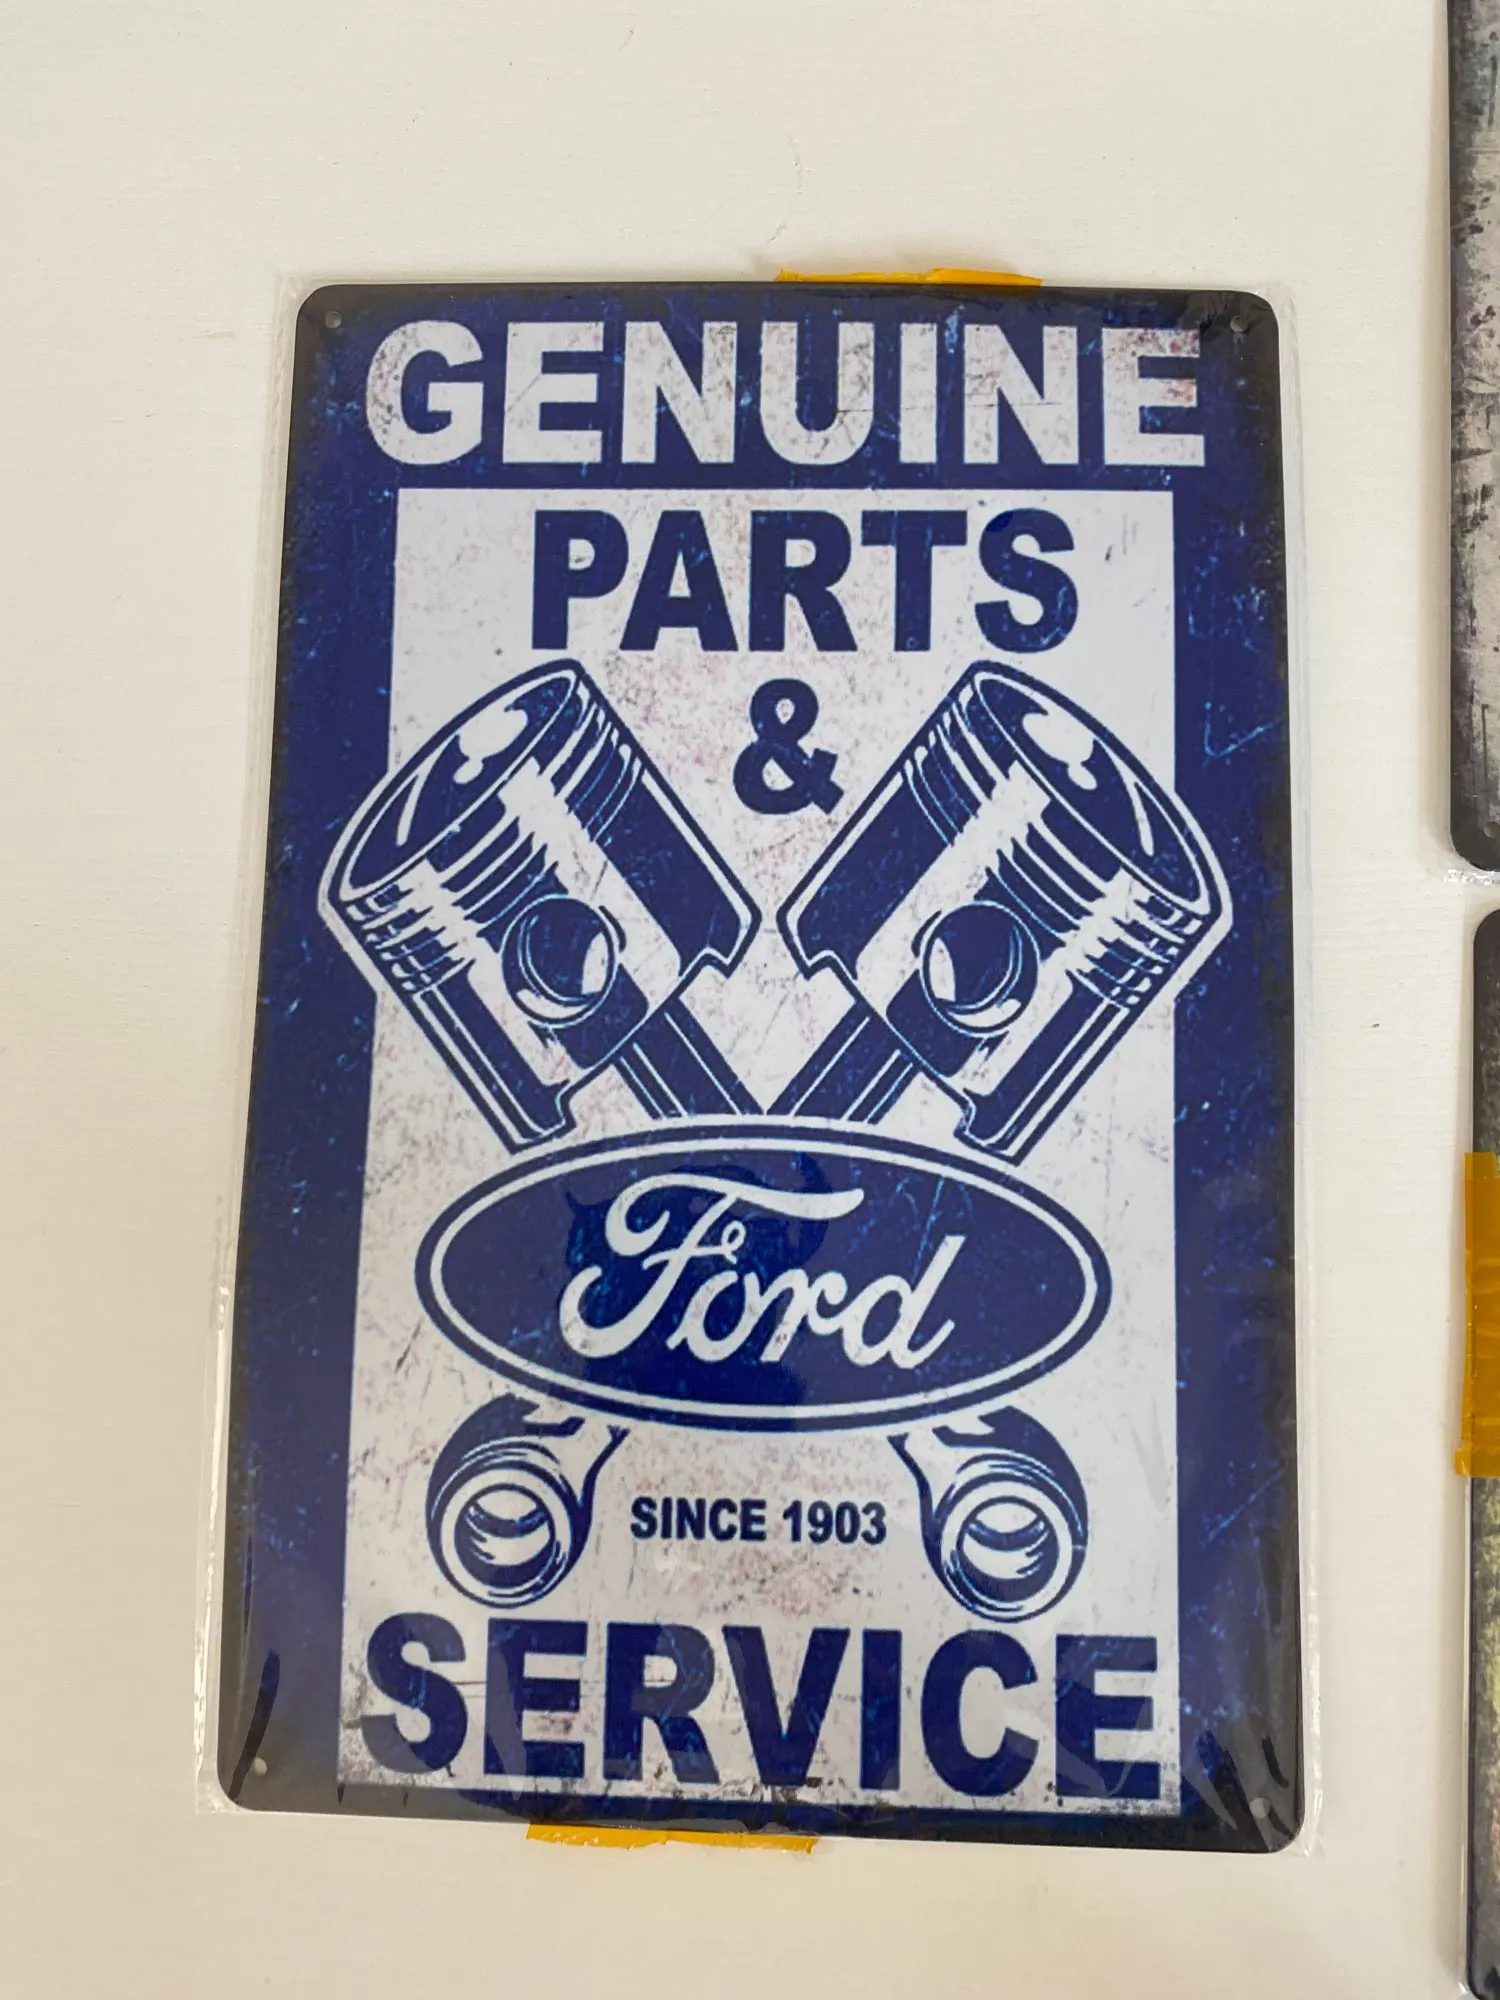 GENUINE
PARTS
&
Ford
SINCE 1903
SERVICE